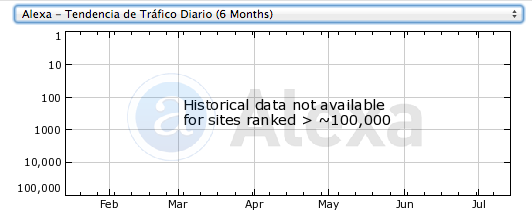 Alexa - Tendencia de Tráfico Diario (6 Months)
1
10
100
1000
10,000
100,000
a Alexa
Historical data not available
for sites ranked > ~100,000
Feb Mar Apr May Jun Jul